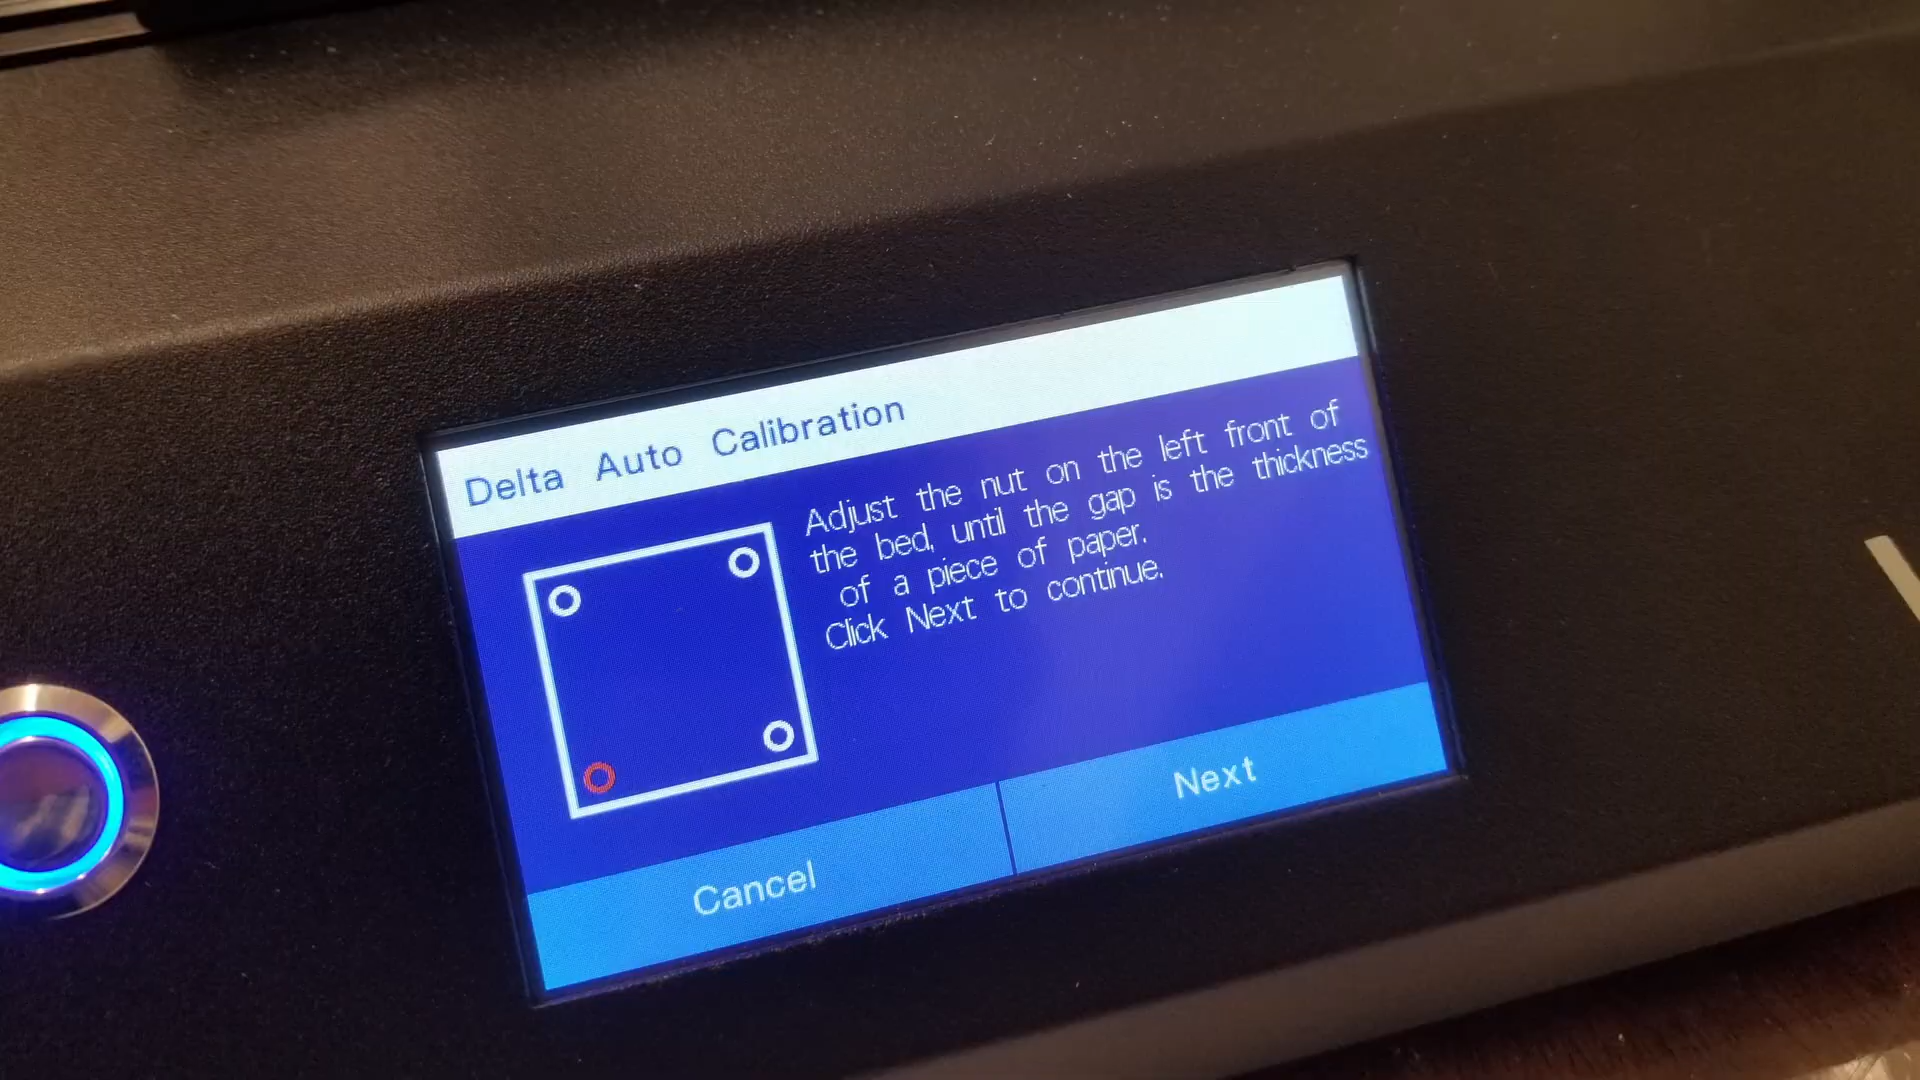 Delta Auto Calibration
Adjust the nut on the left front of
the bed, until the gap is the thickness
of a piece of paper.
Click Next to continue.
Cancel
Next